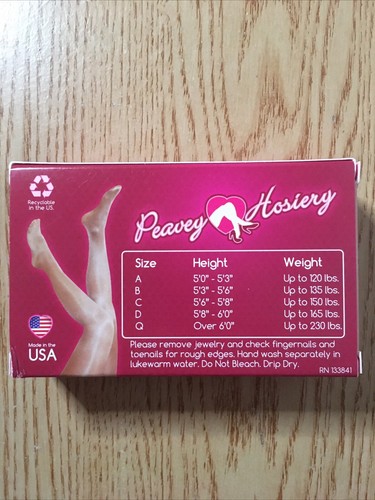 Recyclable
in the U.S.
Peavey Hosiery
Size Height Weight
A 5'0" - 5'3" Up to 120 lbs.
B 5'3" - 5'6" Up to 135 lbs.
C 5'6" - 5'8" Up to 150 lbs.
D 5'8" - 6'0" Up to 165 lbs.
Q Over 6'0" Up to 230 lbs.
Made in the
USA
Please remove jewelry and check fingernails and
toenails for rough edges. Hand wash separately in
lukewarm water. Do Not Bleach. Drip Dry.
RN 133841